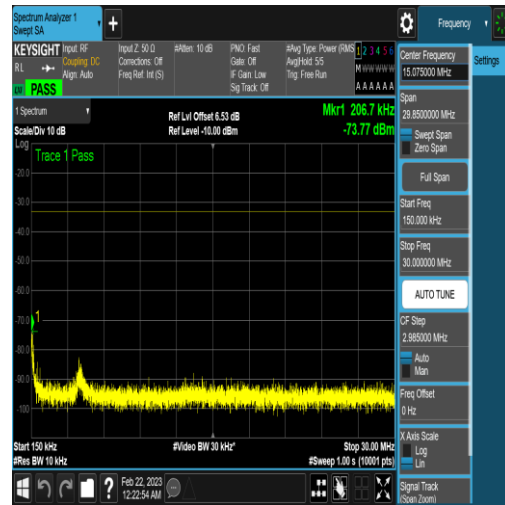 Spectrum Analyzer 1
Swept SA
+
Frequency
KEYSIGHT
RL
PASS
Input: RF
Coupling: DC
Align: Auto
Input Z: 50 Ω
Corrections: Off
Freq Ref: Int (S)
#Atten: 10 dB
PNO: Fast
Gate: Off
IF Gain: Low
Sig Track: Off
#Avg Type: Power (RMS
Avg|Hold: 5/5
Trig: Free Run
1 2 3 4 5 6
M W W W W W
A A A A A A
1 Spectrum
Scale/Div 10 dB
Ref Lvl Offset 6.53 dB
Ref Level -10.00 dBm
Mkr1 206.7 kHz
-73.77 dBm
Log
Trace 1 Pass
-20.0
-30.0
-40.0
-50.0
-60.0
-70.0
1
-80.0
-90.0
-100
Start 150 kHz
#Video BW 30 kHz*
Stop 30.00 MHz
#Res BW 10 kHz
#Sweep 1.00 s (10001 pts)
?
Feb 22, 2023
12:22:54 AM
Center Frequency
15.075000 MHz
Settings
Span
29.8500000 MHz
Swept Span
Zero Span
Full Span
Start Freq
150.000 kHz
Stop Freq
30.000000 MHz
AUTO TUNE
CF Step
2.985000 MHz
Auto
Man
Freq Offset
0 Hz
X Axis Scale
Log
Lin
Signal Track
(Span Zoom)